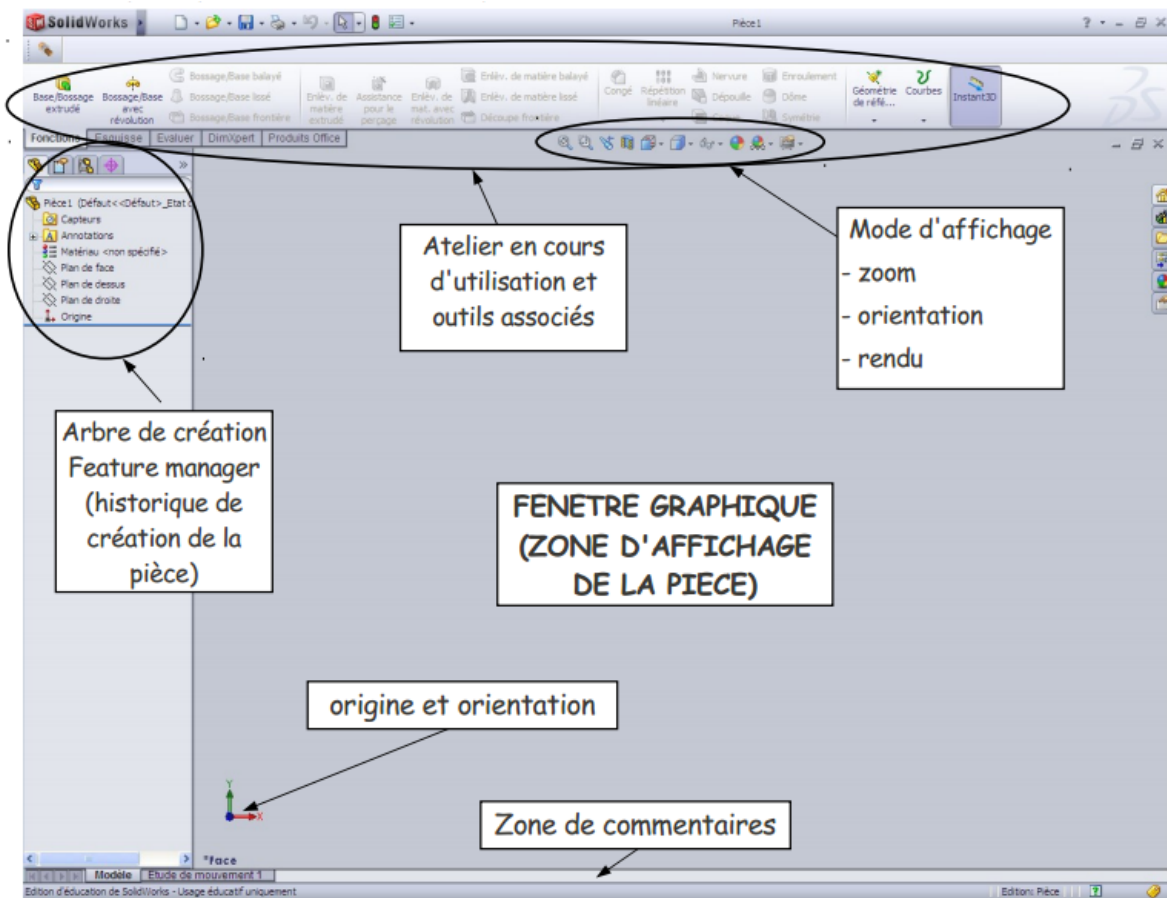 SolidWorks
Pièce1
Base/Bossage extrudé
Bossage/Base avec révolution
Bossage/Base balayé
Bossage/Base lissé
Bossage/Base frontière
Enlèv. de matière extrudé
Assistance pour le perçage
Enlèv. de mat. avec révolution
Enlèv. de matière balayé
Enlèv. de matière lissé
Découpe frontière
Congé
Répétition linéaire
Nervure
Dépouille
Coque
Enroulement
Dôme
Symétrie
Géométrie de réfé...
Courbes
Instant3D
Fonctions
Esquisse
Evaluer
DimXpert
Produits Office
Pièce1 (Défaut<<Défaut>_Etat d
Capteurs
Annotations
Matériau <non spécifié>
Plan de face
Plan de dessus
Plan de droite
Origine
Atelier en cours
d'utilisation et
outils associés
Mode d'affichage
- zoom
- orientation
- rendu
Arbre de création
Feature manager
(historique de
création de la
pièce)
FENETRE GRAPHIQUE
(ZONE D'AFFICHAGE
DE LA PIECE)
origine et orientation
Y
X
Zone de commentaires
*Face
Modèle
Etude de mouvement 1
Edition d'éducation de SolidWorks - Usage éducatif uniquement
Edition: Pièce